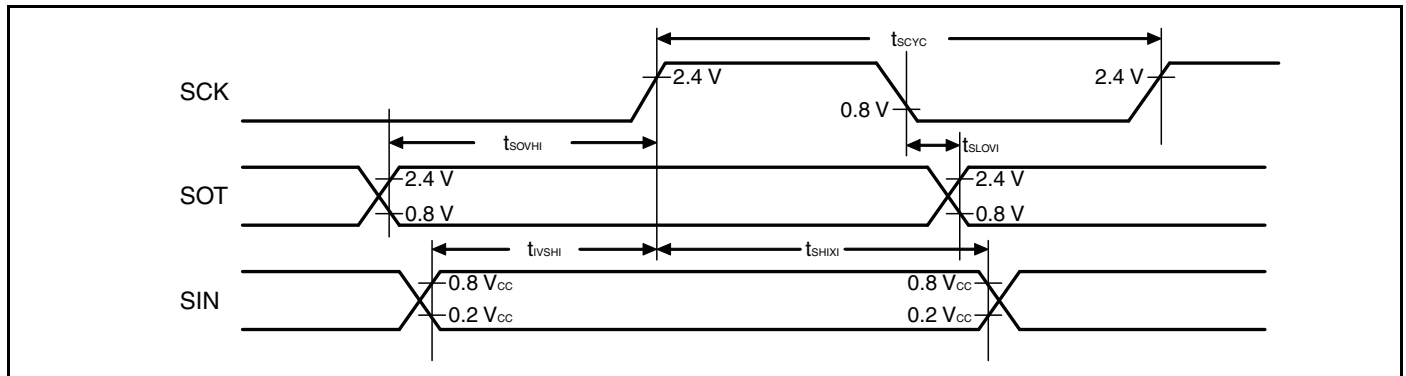 tSCYC
SCK
2.4 V
0.8 V
2.4 V
tSOVHI
tSLOVI
SOT
2.4 V
0.8 V
2.4 V
0.8 V
tIVSHI
tSHIXI
SIN
0.8 VCC
0.2 VCC
0.8 VCC
0.2 VCC